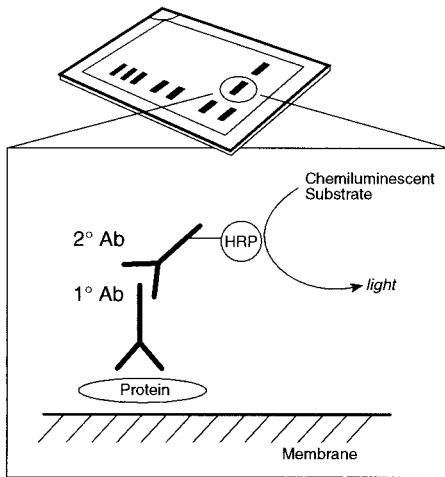 Chemiluminescent
Substrate
2° Ab
HRP
light
1° Ab
Protein
Membrane